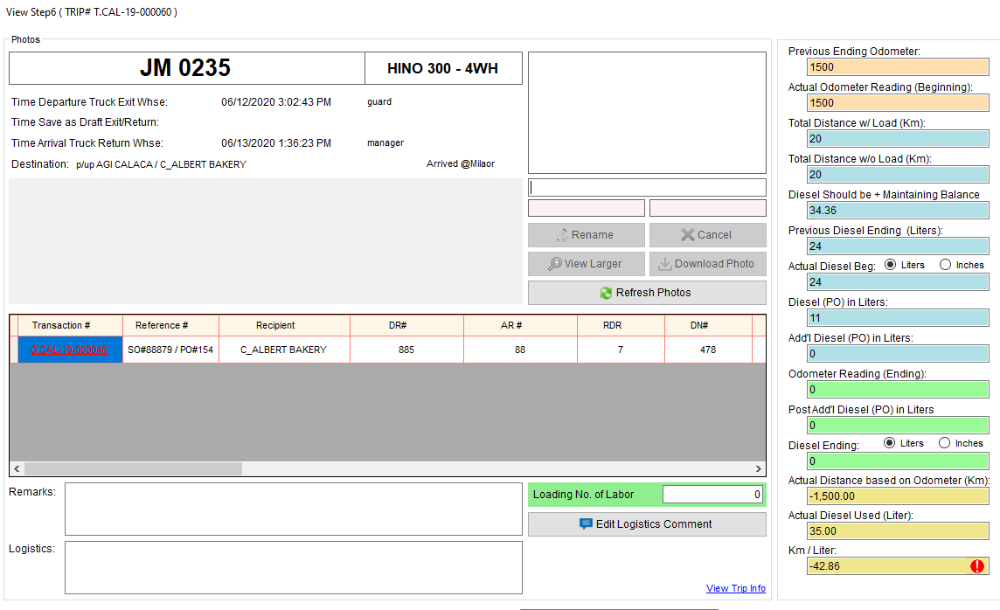 View Step6 ( TRIP# T.CAL-19-000060 )
Photos
JM 0235
HINO 300 - 4WH
Time Departure Truck Exit Whse: 06/12/2020 3:02:43 PM guard
Time Save as Draft Exit/Return:
Time Arrival Truck Return Whse: 06/13/2020 1:36:23 PM manager
Destination: p/up AGI CALACA / C_ALBERT BAKERY Arrived @Milaor
Rename
Cancel
View Larger
Download Photo
Refresh Photos
Transaction # Reference # Recipient DR# AR # RDR DN#
O.CAL-19-000046 SO#88879 / PO#154 C_ALBERT BAKERY 885 88 7 478
Remarks:
Loading No. of Labor 0
Edit Logistics Comment
Logistics:
View Trip Info
Previous Ending Odometer:
1500
Actual Odometer Reading (Beginning):
1500
Total Distance w/ Load (Km):
20
Total Distance w/o Load (Km):
20
Diesel Should be + Maintaining Balance
34.36
Previous Diesel Ending (Liters):
24
Actual Diesel Beg: Liters Inches
24
Diesel (PO) in Liters:
11
Add'l Diesel (PO) in Liters:
0
Odometer Reading (Ending):
0
Post Add'l Diesel (PO) in Liters
0
Diesel Ending: Liters Inches
0
Actual Distance based on Odometer (Km):
-1,500.00
Actual Diesel Used (Liter):
35.00
Km / Liter:
-42.86